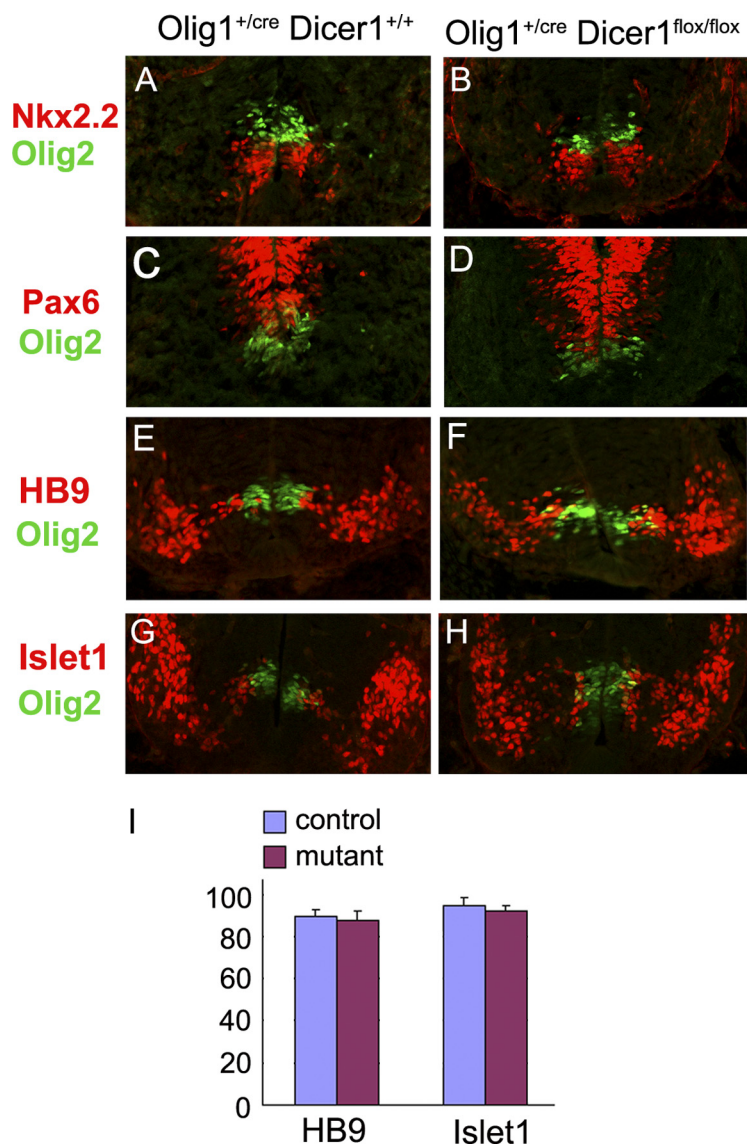 Olig1+/cre Dicer1+/+ Olig1+/cre Dicer1flox/flox
A B
Nkx2.2
Olig2
C D
Pax6
Olig2
E F
HB9
Olig2
G H
Islet1
Olig2
I
control
mutant
100
80
60
40
20
0
HB9 Islet1